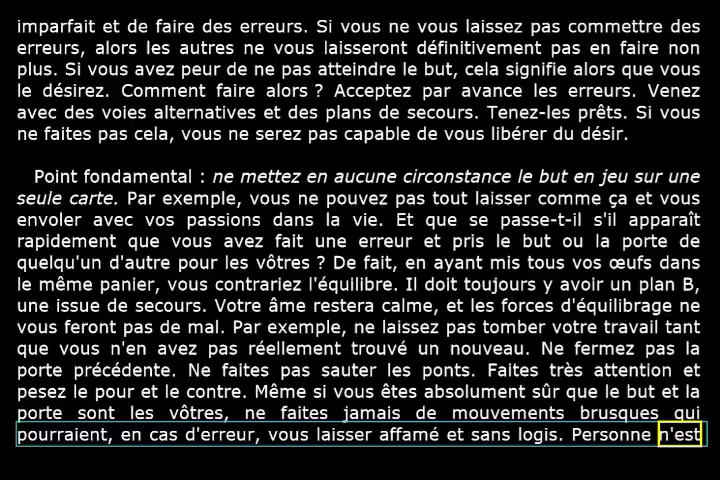 imparfait et de faire des erreurs. Si vous ne vous laissez pas commettre des
erreurs, alors les autres ne vous laisseront définitivement pas en faire non
plus. Si vous avez peur de ne pas atteindre le but, cela signifie alors que vous
le désirez. Comment faire alors ? Acceptez par avance les erreurs. Venez
avec des voies alternatives et des plans de secours. Tenez-les prêts. Si vous
ne faites pas cela, vous ne serez pas capable de vous libérer du désir.
Point fondamental : ne mettez en aucune circonstance le but en jeu sur une
seule carte. Par exemple, vous ne pouvez pas tout laisser comme ça et vous
envoler avec vos passions dans la vie. Et que se passe-t-il s'il apparaît
rapidement que vous avez fait une erreur et pris le but ou la porte de
quelqu'un d'autre pour les vôtres ? De fait, en ayant mis tous vos œufs dans
le même panier, vous contrariez l'équilibre. Il doit toujours y avoir un plan B,
une issue de secours. Votre âme restera calme, et les forces d'équilibrage ne
vous feront pas de mal. Par exemple, ne laissez pas tomber votre travail tant
que vous n'en avez pas réellement trouvé un nouveau. Ne fermez pas la
porte précédente. Ne faites pas sauter les ponts. Faites très attention et
pesez le pour et le contre. Même si vous êtes absolument sûr que le but et la
porte sont les vôtres, ne faites jamais de mouvements brusques qui
pourraient, en cas d'erreur, vous laisser affamé et sans logis. Personne n'est